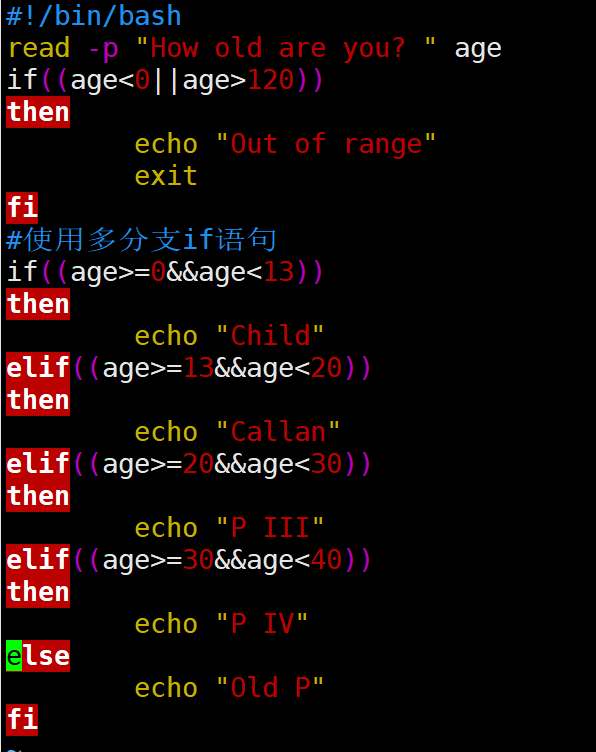 #!/bin/bash
read -p "How old are you? " age
if((age<0||age>120))
then
        echo "Out of range"
        exit
fi
#使用多分支if语句
if((age>=0&&age<13))
then
        echo "Child"
elif((age>=13&&age<20))
then
        echo "Callan"
elif((age>=20&&age<30))
then
        echo "P III"
elif((age>=30&&age<40))
then
        echo "P IV"
else
        echo "Old P"
fi
~